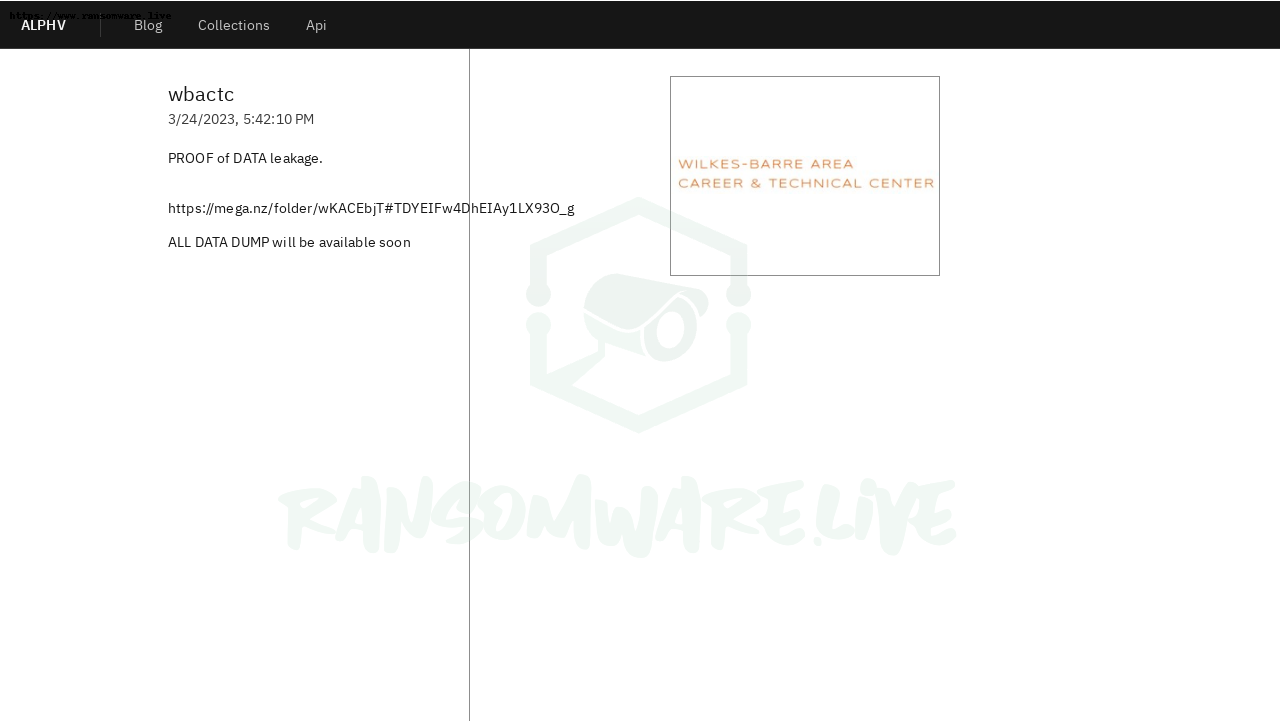 https://www.ransomware.live
ALPHV Blog Collections Api
wbactc
3/24/2023, 5:42:10 PM
PROOF of DATA leakage.
WILKES-BARRE AREA
CAREER & TECHNICAL CENTER
https://mega.nz/folder/wKACEbjT#TDYEIFw4DhEIAy1LX93O_g
ALL DATA DUMP will be available soon
RANSOMWARE.LIVE